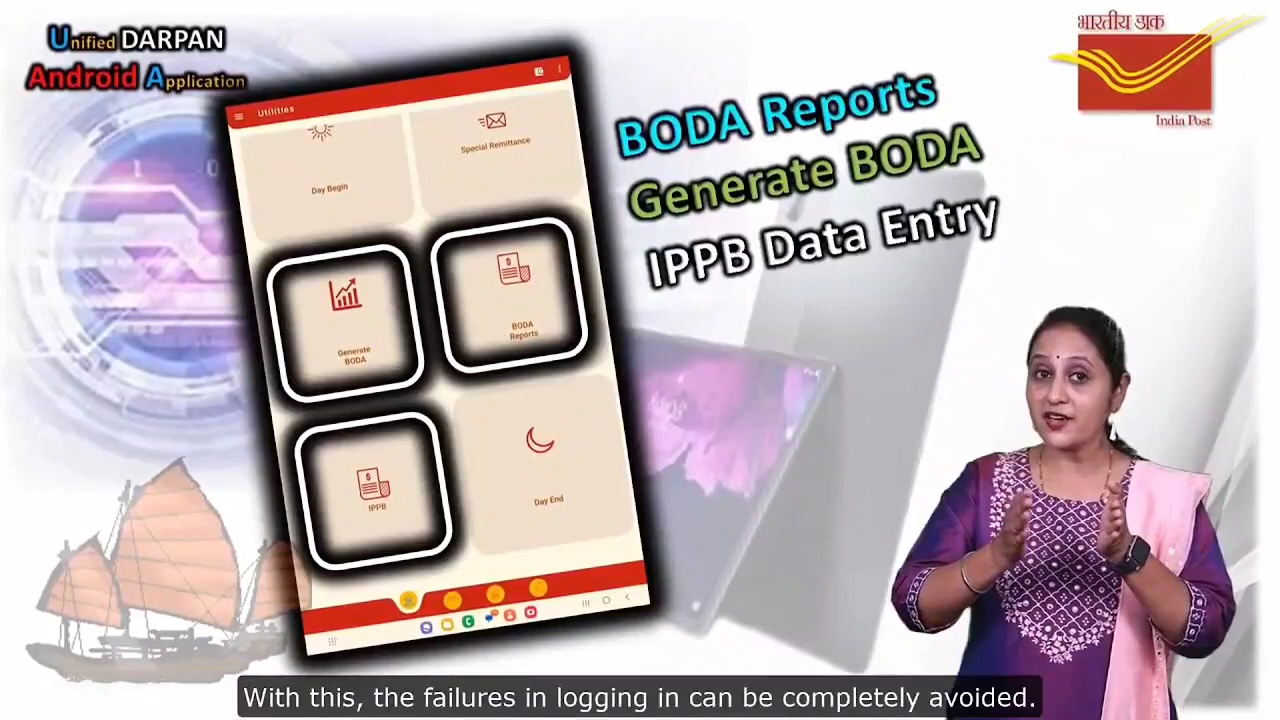 Unified DARPAN
Android Application
भारतीय डाक
India Post
BODA Reports
Generate BODA
IPPB Data Entry
Utilities
Day Begin
Special Remittance
Generate
BODA
BODA
Reports
IPPB
Day End
With this, the failures in logging in can be completely avoided.